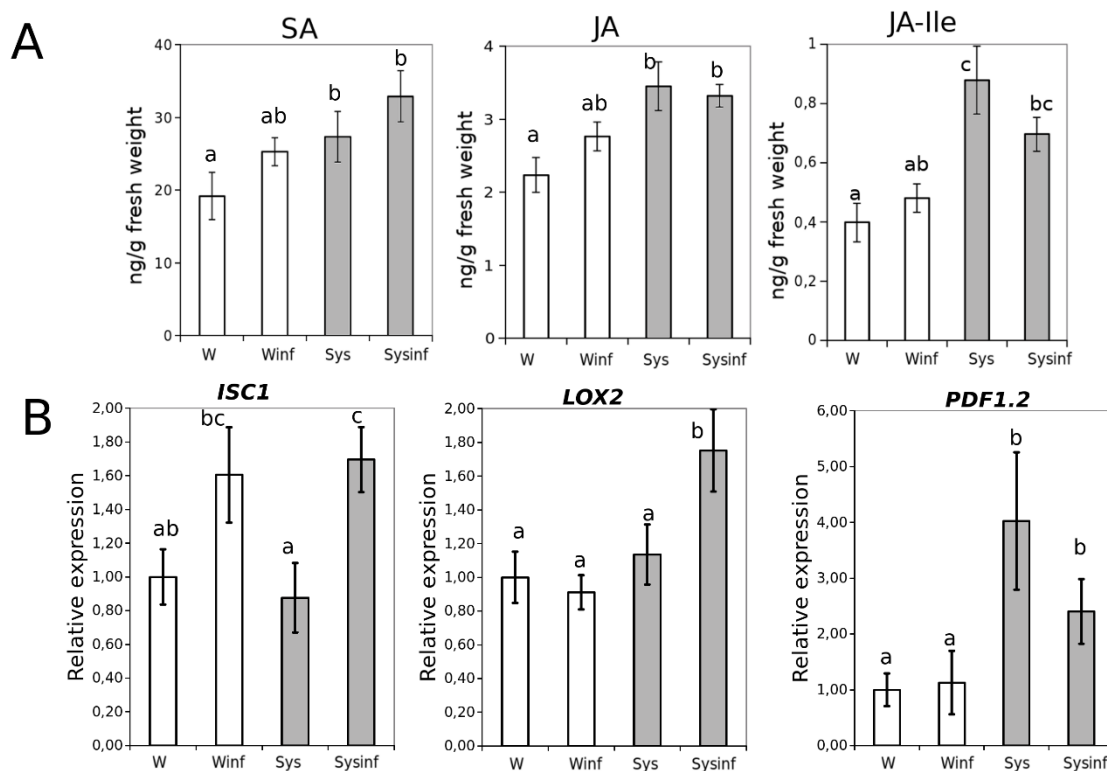 A
SA
JA
JA-Ile
ng/g fresh weight
40
30
20
10
0
a
ab
b
b
W
Winf
Sys
Sysinf
ng/g fresh weight
4
3
2
1
0
a
ab
b
b
W
Winf
Sys
Sysinf
ng/g fresh weight
1
0,8
0,6
0,4
0,2
0
a
ab
c
bc
W
Winf
Sys
Sysinf
B
ISC1
LOX2
PDF1.2
Relative expression
2,00
1,80
1,60
1,40
1,20
1,00
0,80
0,60
0,40
0,20
0,00
ab
bc
a
c
W
Winf
Sys
Sysinf
Relative expression
2,00
1,80
1,60
1,40
1,20
1,00
0,80
0,60
0,40
0,20
0,00
a
a
a
b
W
Winf
Sys
Sysinf
Relative expression
6,00
5,00
4,00
3,00
2,00
1,00
0,00
a
a
b
b
W
Winf
Sys
Sysinf